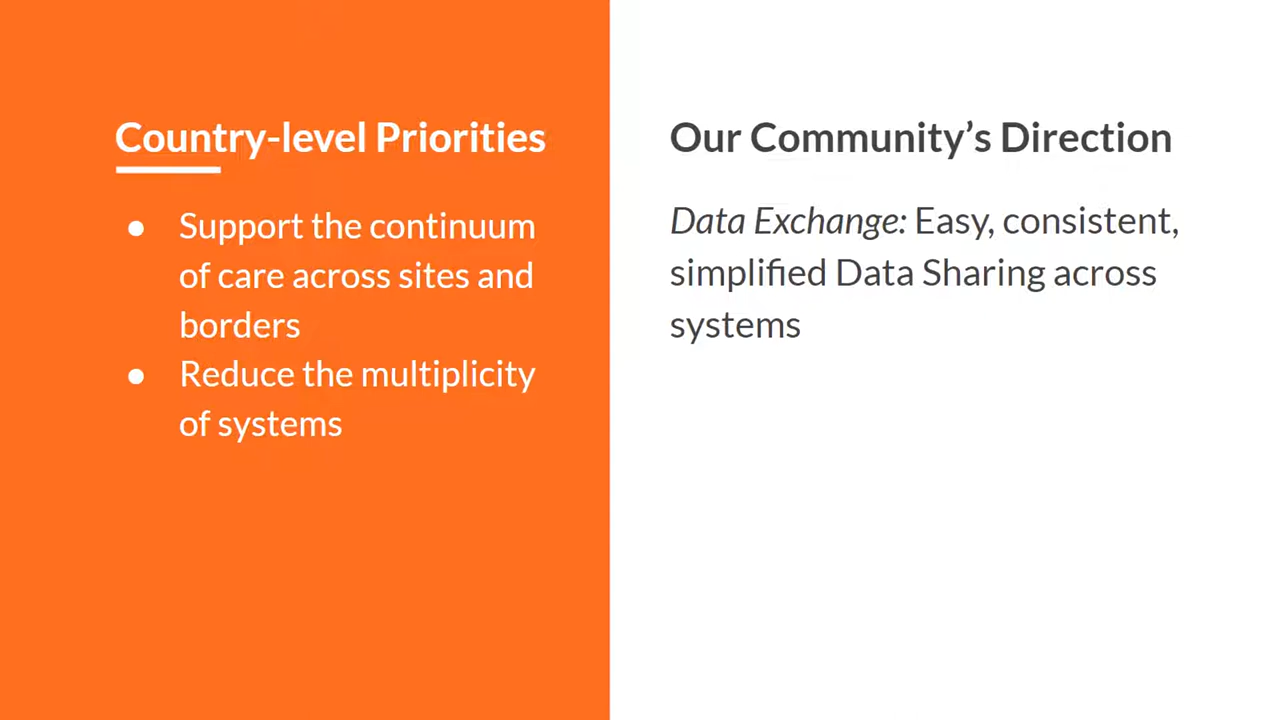 Country-level Priorities
● Support the continuum
of care across sites and
borders
● Reduce the multiplicity
of systems
Our Community’s Direction
Data Exchange: Easy, consistent,
simplified Data Sharing across
systems